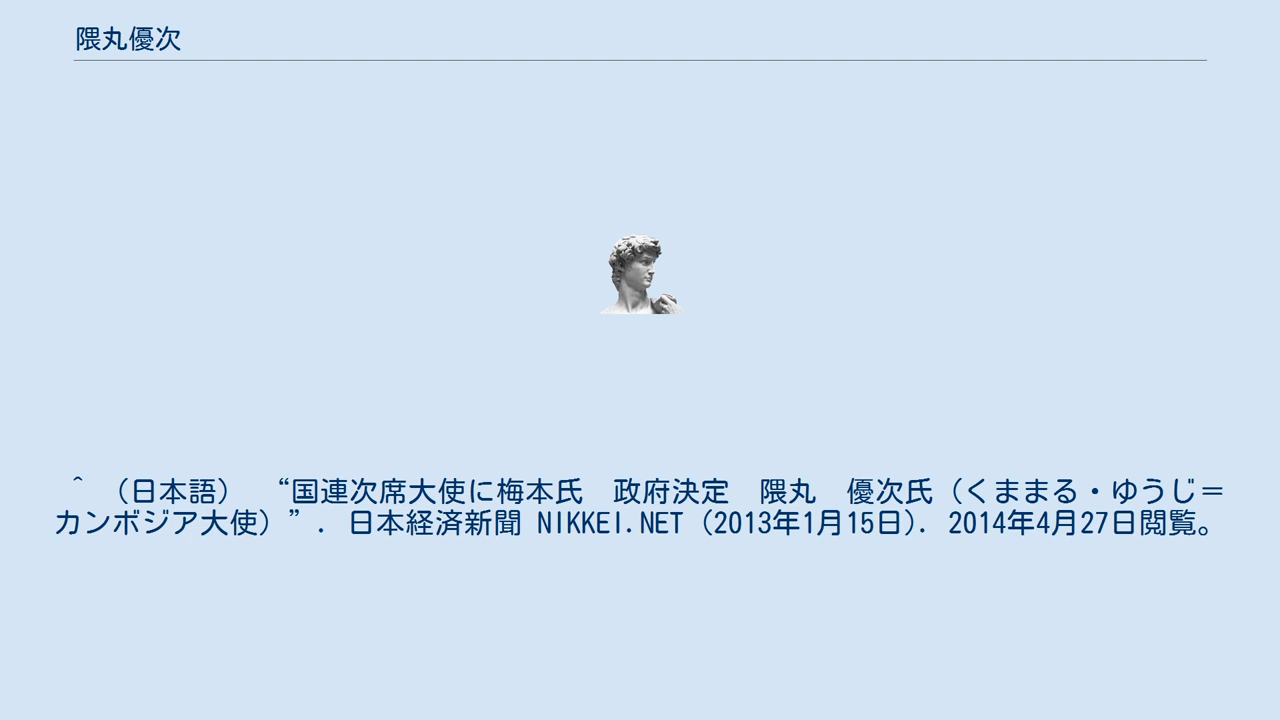 隈丸優次
^ （日本語） “国連次席大使に梅本氏　政府決定　隈丸　優次氏（くままる・ゆうじ＝
カンボジア大使）”. 日本経済新聞 NIKKEI.NET (2013年1月15日). 2014年4月27日閲覧。